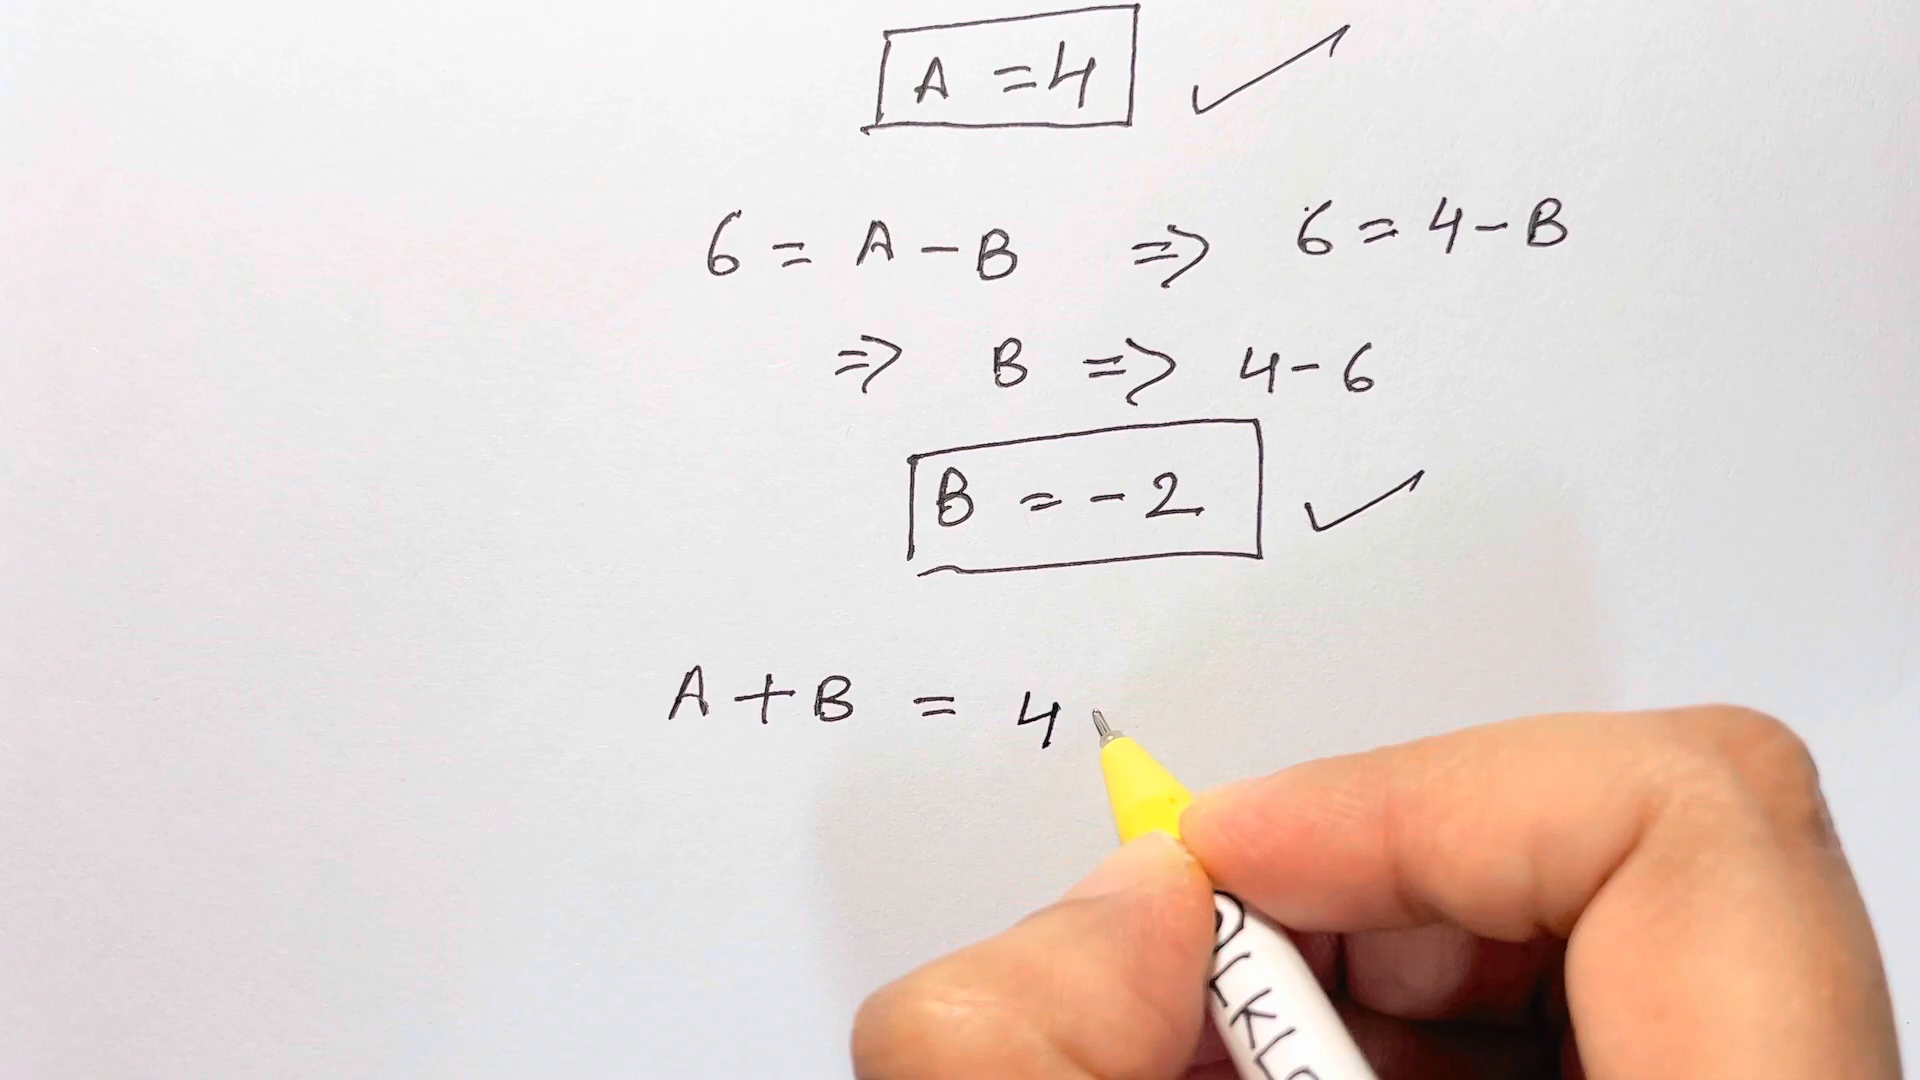 A = 4
6 = A - B => 6 = 4 - B
=> B => 4 - 6
B = - 2
A + B = 4